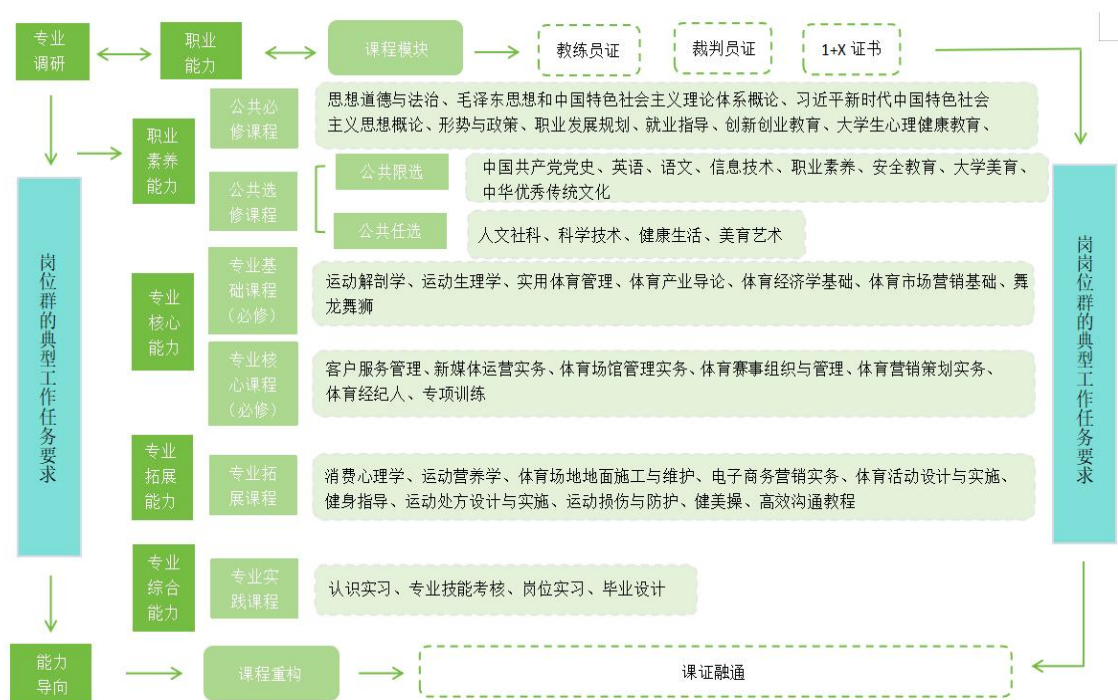 专业
调研
职业
能力
课程模块
教练员证
裁判员证
1+X 证书
职业
素养
能力
公共必
修课程
思想道德与法治、毛泽东思想和中国特色社会主义理论体系概论、习近平新时代中国特色社会
主义思想概论、形势与政策、职业发展规划、就业指导、创新创业教育、大学生心理健康教育、
公共选
修课程
公共限选
中国共产党党史、英语、语文、信息技术、职业素养、安全教育、大学美育、
中华优秀传统文化
公共任选
人文社科、科学技术、健康生活、美育艺术
岗位群的典型工作任务要求
岗岗位群的典型工作任务要求
专业
核心
能力
专业基
础课程
(必修)
运动解剖学、运动生理学、实用体育管理、体育产业导论、体育经济学基础、体育市场营销基础、舞
龙舞狮
专业核
心课程
(必修)
客户服务管理、新媒体运营实务、体育场馆管理实务、体育赛事组织与管理、体育营销策划实务、
体育经纪人、专项训练
专业
拓展
能力
专业拓
展课程
消费心理学、运动营养学、体育场地地面施工与维护、电子商务营销实务、体育活动设计与实施、
健身指导、运动处方设计与实施、运动损伤与防护、健美操、高效沟通教程
专业
综合
能力
专业实
践课程
认识实习、专业技能考核、岗位实习、毕业设计
能力
导向
课程重构
课证融通